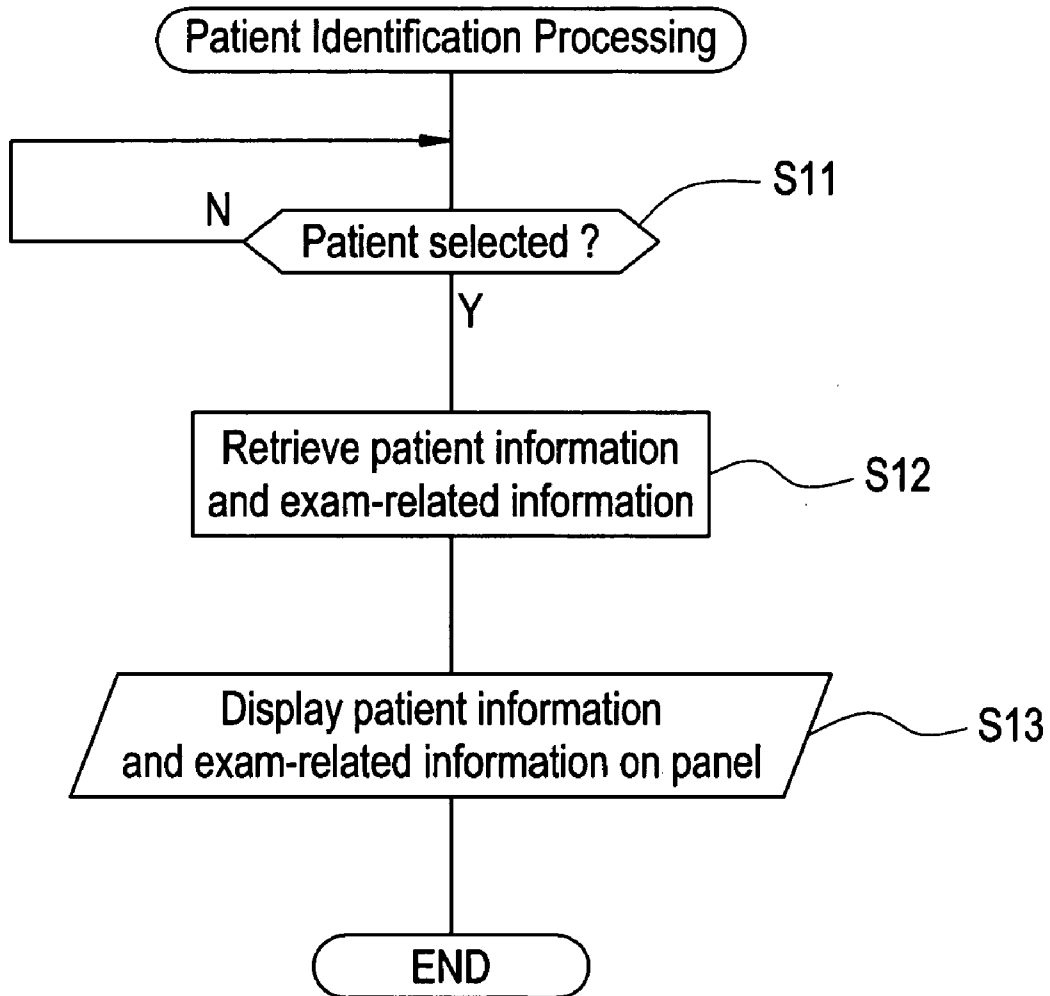 Patient Identification Processing
S11
N
Patient selected ?
Y
Retrieve patient information
and exam-related information
S12
Display patient information
and exam-related information on panel
S13
END